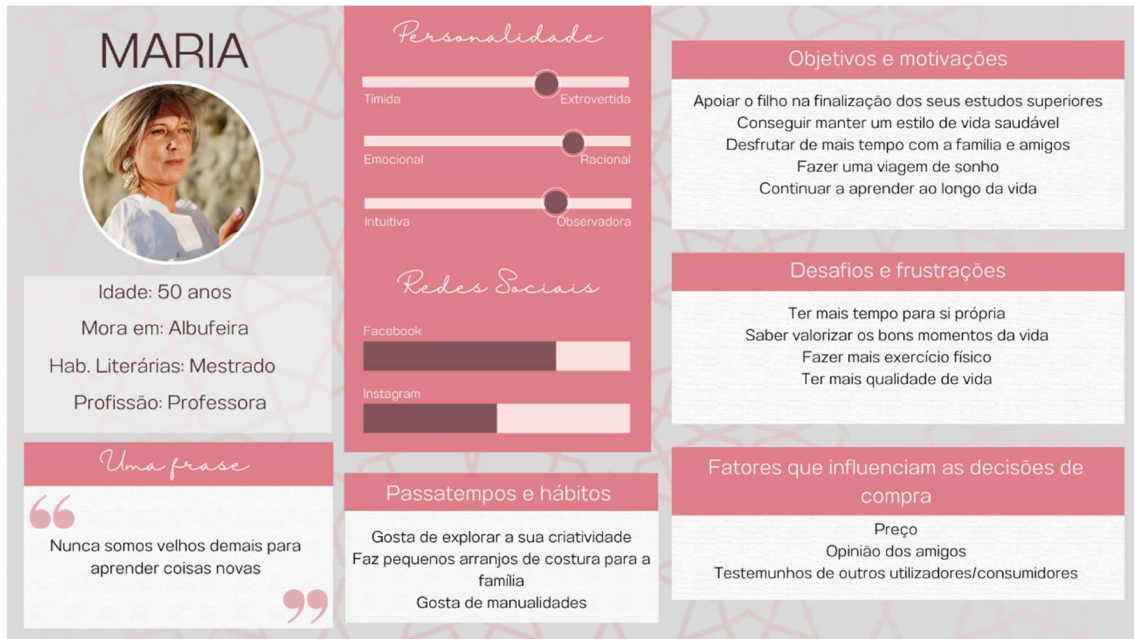 MARIA
Idade: 50 anos
Mora em: Albufeira
Hab. Literárias: Mestrado
Profissão: Professora
Uma frase
“
Nunca somos velhos demais para
aprender coisas novas
”
Personalidade
Tímida Extrovertida
Emocional Racional
Intuitiva Observadora
Redes Sociais
Facebook
Instagram
Passatempos e hábitos
Gosta de explorar a sua criatividade
Faz pequenos arranjos de costura para a
família
Gosta de manualidades
Objetivos e motivações
Apoiar o filho na finalização dos seus estudos superiores
Conseguir manter um estilo de vida saudável
Desfrutar de mais tempo com a família e amigos
Fazer uma viagem de sonho
Continuar a aprender ao longo da vida
Desafios e frustrações
Ter mais tempo para si própria
Saber valorizar os bons momentos da vida
Fazer mais exercício físico
Ter mais qualidade de vida
Fatores que influenciam as decisões de
compra
Preço
Opinião dos amigos
Testemunhos de outros utilizadores/consumidores